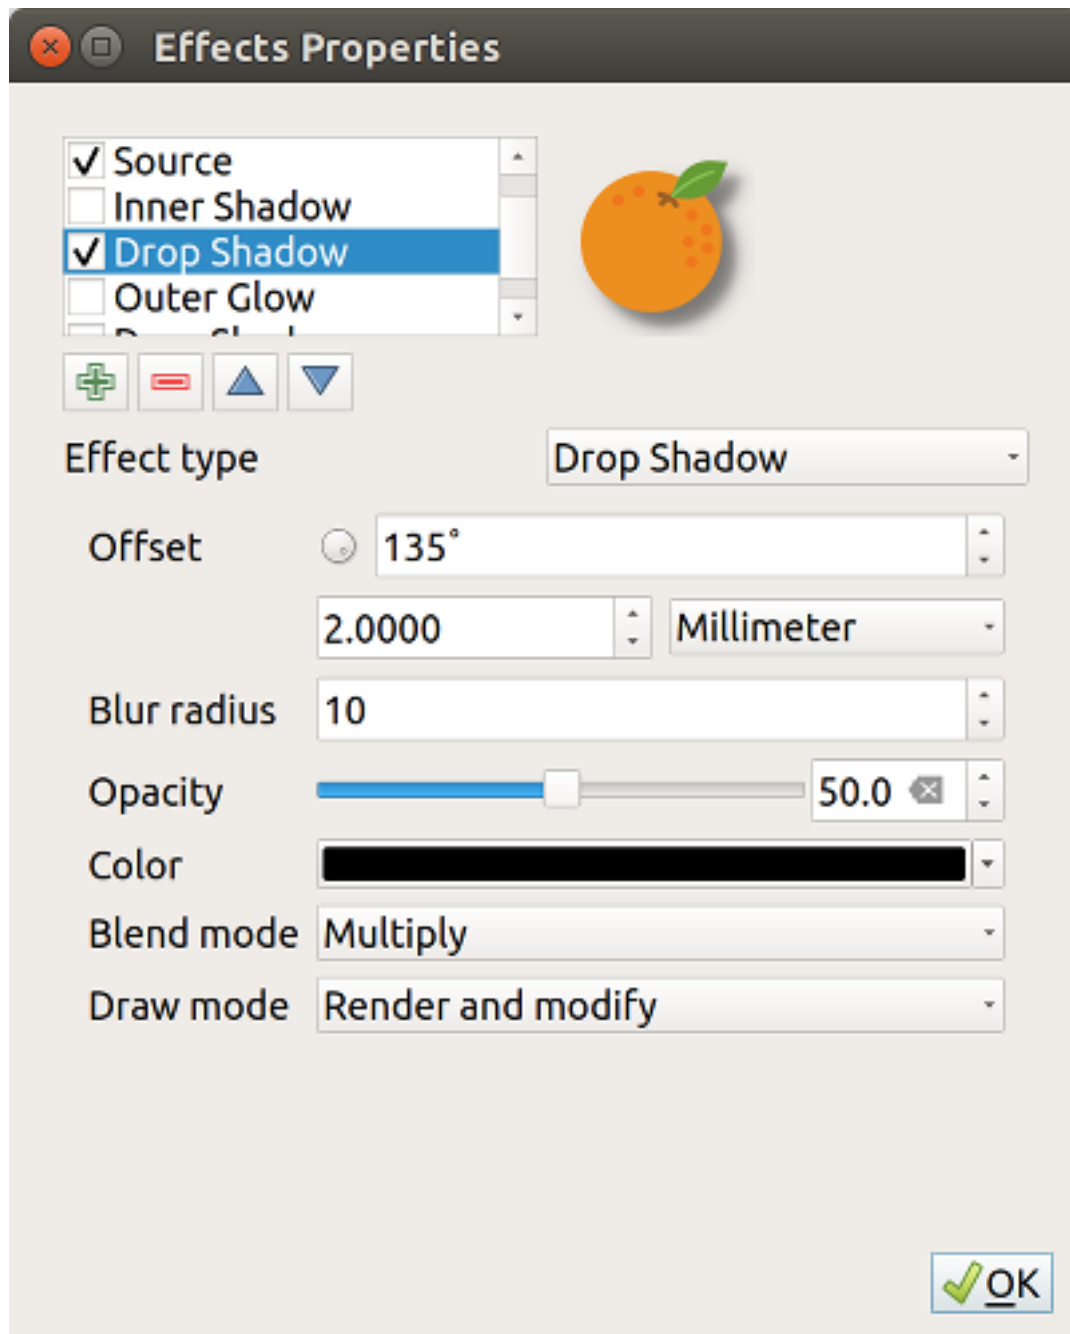 Effects Properties
Source
Inner Shadow
Drop Shadow
Outer Glow
Effect type Drop Shadow
Offset 135°
2.0000 Millimeter
Blur radius 10
Opacity 50.0
Color
Blend mode Multiply
Draw mode Render and modify
OK